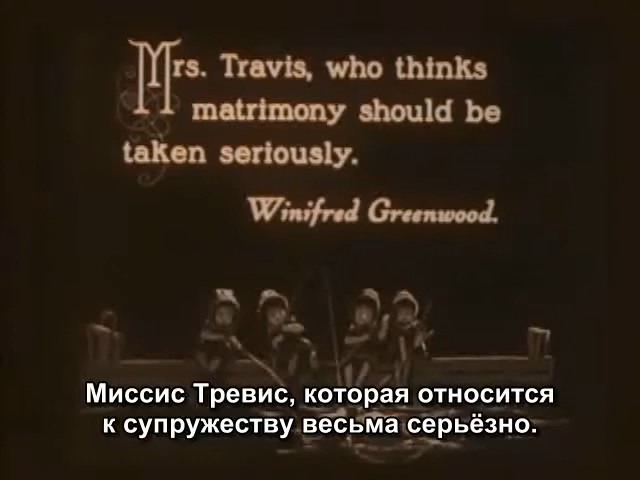 Mrs. Travis, who thinks
matrimony should be
taken seriously.
Winifred Greenwood.
Миссис Тревис, которая относится
к супружеству весьма серьёзно.